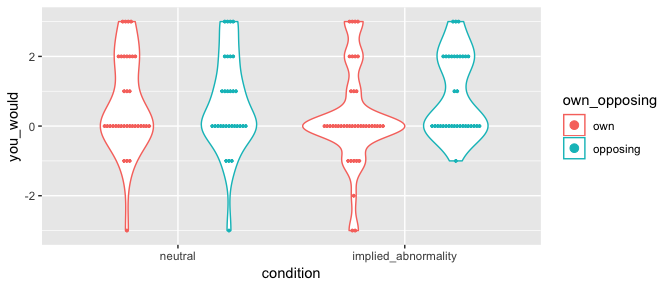 you_would
2
0
-2
neutral
implied_abnormality
condition
own_opposing
own
opposing